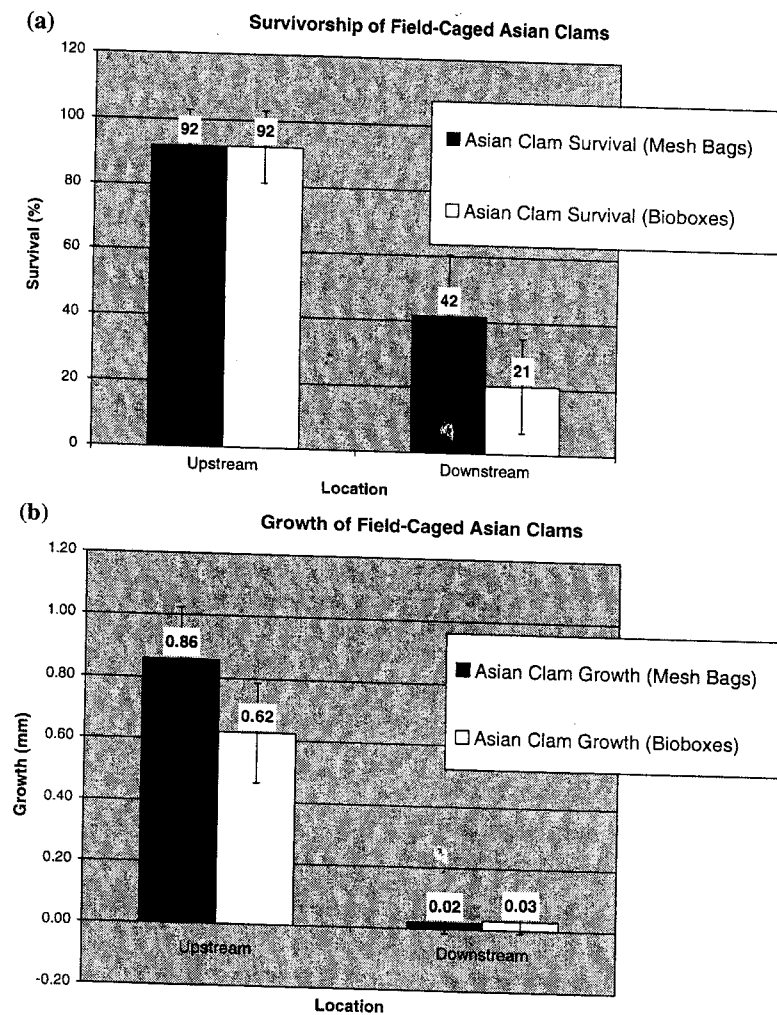 (a)
Survivorship of Field-Caged Asian Clams
120
100
80
60
40
20
0
Survival (%)
92
92
42
21
Asian Clam Survival (Mesh Bags)
Asian Clam Survival (Bioboxes)
Upstream
Downstream
Location
(b)
Growth of Field-Caged Asian Clams
1.20
1.00
0.80
0.60
0.40
0.20
0.00
-0.20
Growth (mm)
0.86
0.62
0.02
0.03
Asian Clam Growth (Mesh Bags)
Asian Clam Growth (Bioboxes)
Upstream
Downstream
Location